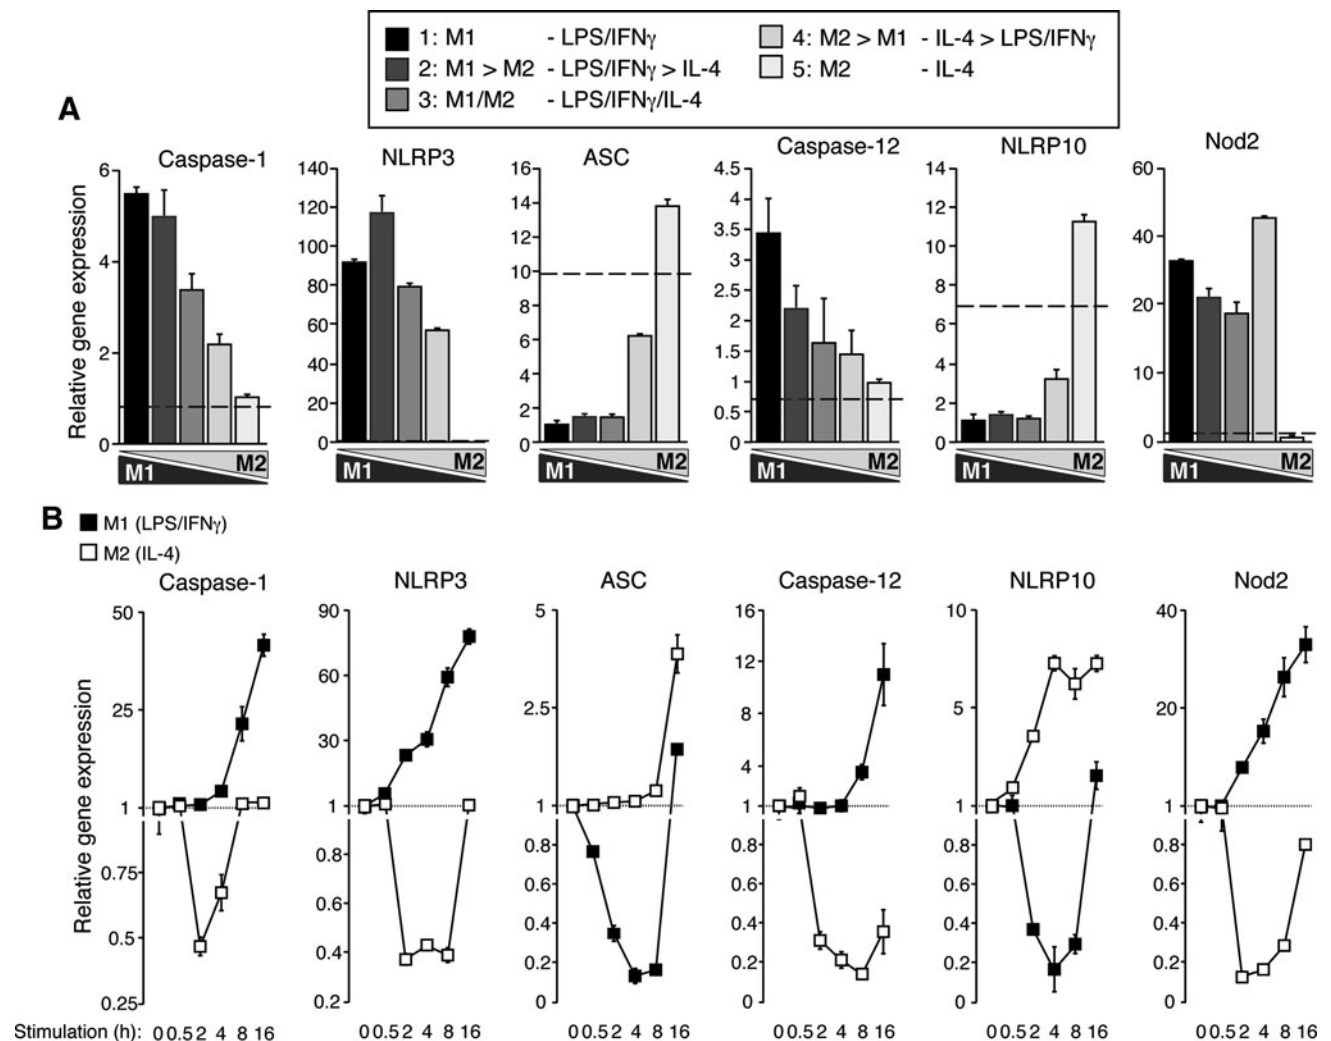 1: M1 - LPS/IFNγ
2: M1 > M2 - LPS/IFNγ > IL-4
3: M1/M2 - LPS/IFNγ/IL-4
4: M2 > M1 - IL-4 > LPS/IFNγ
5: M2 - IL-4
A
Caspase-1 NLRP3 ASC Caspase-12 NLRP10 Nod2
Relative gene expression
6 4 2 0
140 120 100 80 60 40 20 0
16 14 12 10 8 6 4 2 0
4.5 4 3.5 3 2.5 2 1.5 1 0.5 0
14 12 10 8 6 4 2 0
60 40 20 10 0
M1 M2 M1 M2 M1 M2 M1 M2 M1 M2 M1 M2
B
M1 (LPS/IFNγ)
M2 (IL-4)
Caspase-1 NLRP3 ASC Caspase-12 NLRP10 Nod2
Relative gene expression
50 25 1
90 60 30 1
5 2.5 1
16 12 8 4 1
10 5 1
40 20 1
Relative gene expression
0.75 0.5 0.25
0.8 0.6 0.4 0.2
0.8 0.6 0.4 0.2 0
0.8 0.6 0.4 0.2 0
0.8 0.6 0.4 0.2 0
0.8 0.6 0.4 0.2 0
Stimulation (h): 0 0.5 2 4 8 16 0 0.5 2 4 8 16 0 0.5 2 4 8 16 0 0.5 2 4 8 16 0 0.5 2 4 8 16 0 0.5 2 4 8 16